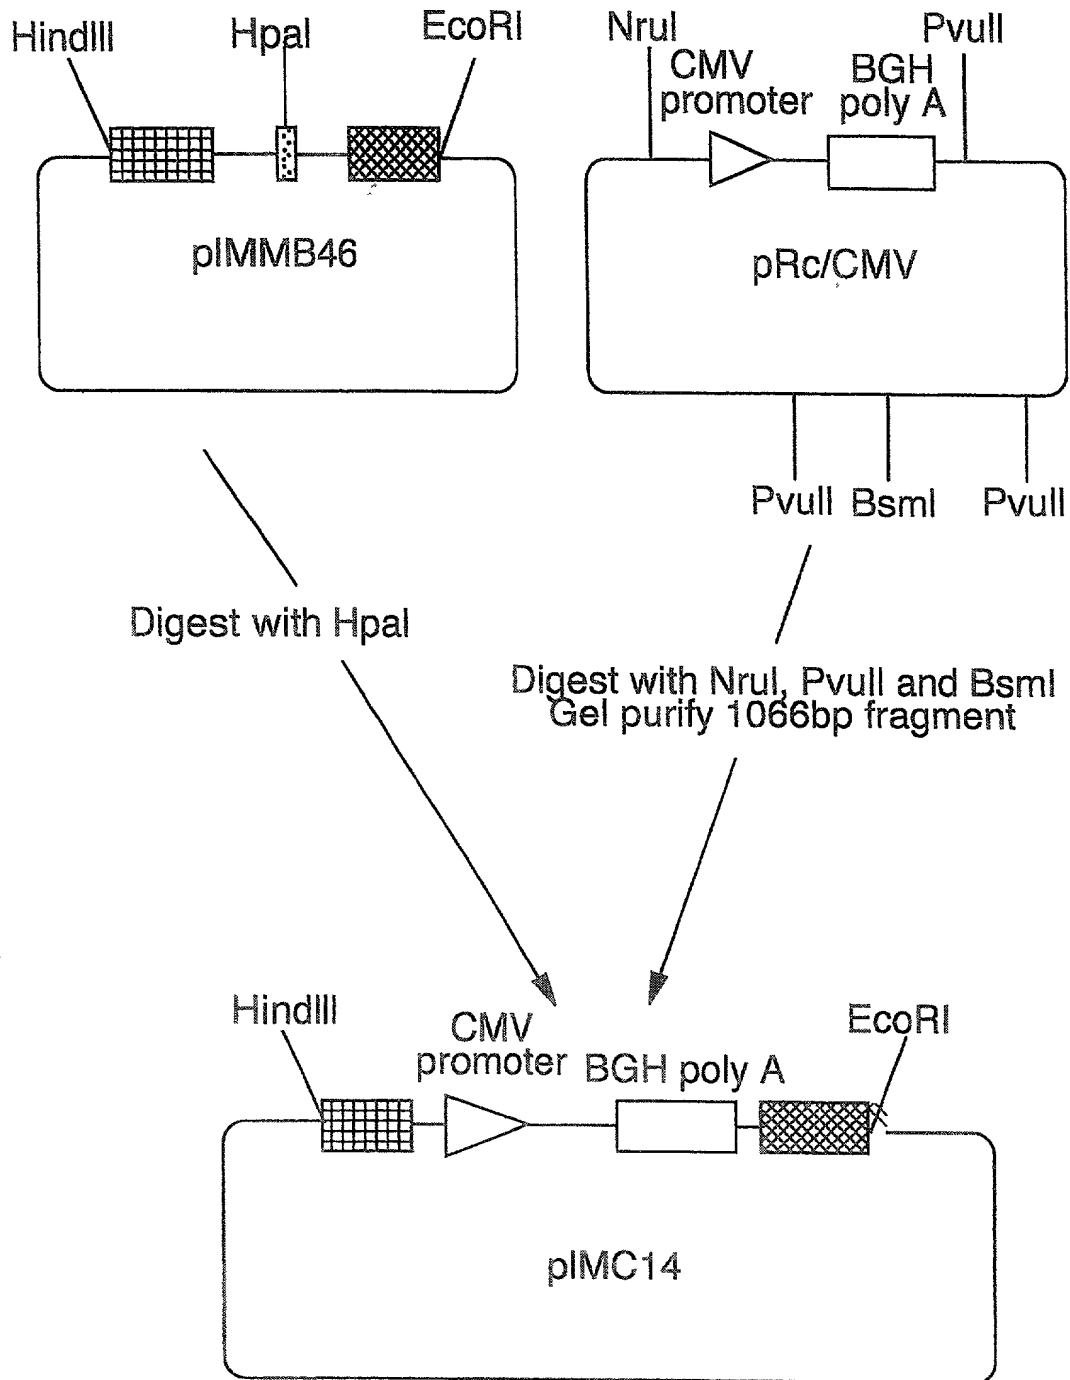 HindIII
HpaI
EcoRI
NruI
PvuII
CMV
promoter
BGH
poly A
pIMMB46
pRc/CMV
PvuII
BsmI
PvuII
Digest with HpaI
Digest with NruI, PvuII and BsmI
Gel purify 1066bp fragment
HindIII
CMV
promoter
BGH poly A
EcoRI
pIMC14